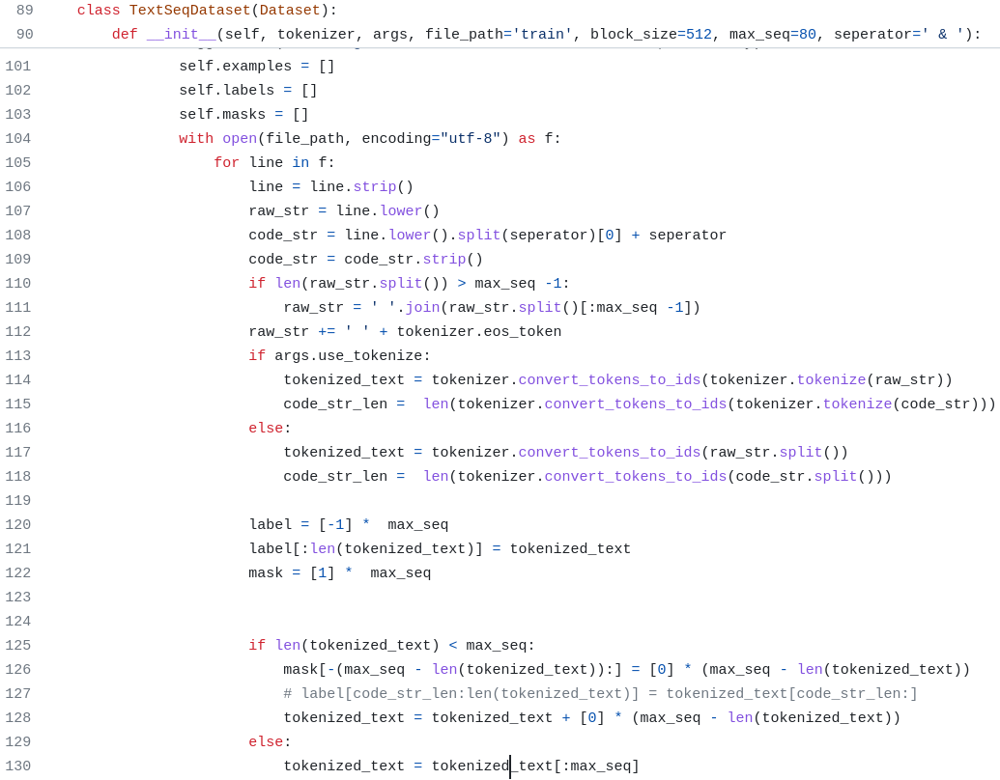 89 class TextSeqDataset(Dataset):
90 def __init__(self, tokenizer, args, file_path='train', block_size=512, max_seq=80, seperator=' & '):
101 self.examples = []
102 self.labels = []
103 self.masks = []
104 with open(file_path, encoding="utf-8") as f:
105 for line in f:
106 line = line.strip()
107 raw_str = line.lower()
108 code_str = line.lower().split(seperator)[0] + seperator
109 code_str = code_str.strip()
110 if len(raw_str.split()) > max_seq -1:
111 raw_str = ' '.join(raw_str.split()[:max_seq -1])
112 raw_str += ' ' + tokenizer.eos_token
113 if args.use_tokenize:
114 tokenized_text = tokenizer.convert_tokens_to_ids(tokenizer.tokenize(raw_str))
115 code_str_len =  len(tokenizer.convert_tokens_to_ids(tokenizer.tokenize(code_str)))
116 else:
117 tokenized_text = tokenizer.convert_tokens_to_ids(raw_str.split())
118 code_str_len =  len(tokenizer.convert_tokens_to_ids(code_str.split()))
119
120 label = [-1] *  max_seq
121 label[:len(tokenized_text)] = tokenized_text
122 mask = [1] *  max_seq
123
124
125 if len(tokenized_text) < max_seq:
126 mask[-(max_seq - len(tokenized_text)):] = [0] * (max_seq - len(tokenized_text))
127 # label[code_str_len:len(tokenized_text)] = tokenized_text[code_str_len:]
128 tokenized_text = tokenized_text + [0] * (max_seq - len(tokenized_text))
129 else:
130 tokenized_text = tokenized_text[:max_seq]